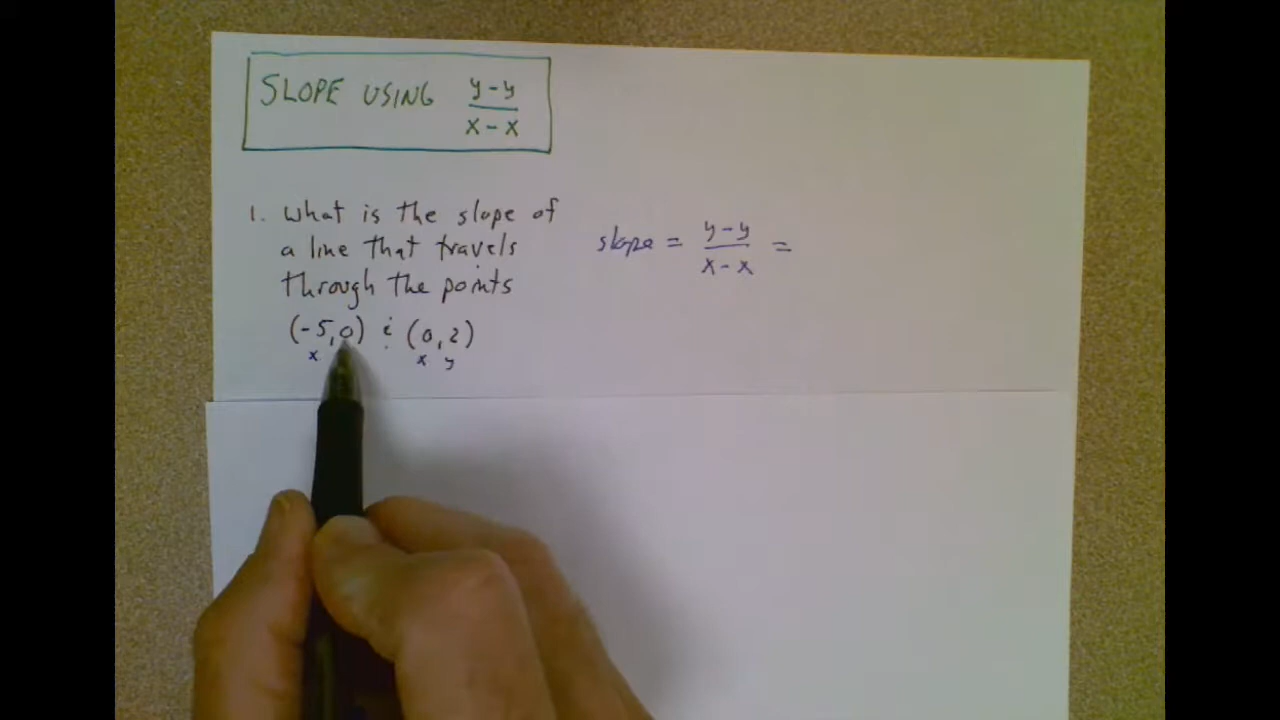 SLOPE USING y-y
x-x
1. What is the slope of
a line that travels
through the points
(-5,0) & (0,2)
x x y
slope = y-y =
x-x